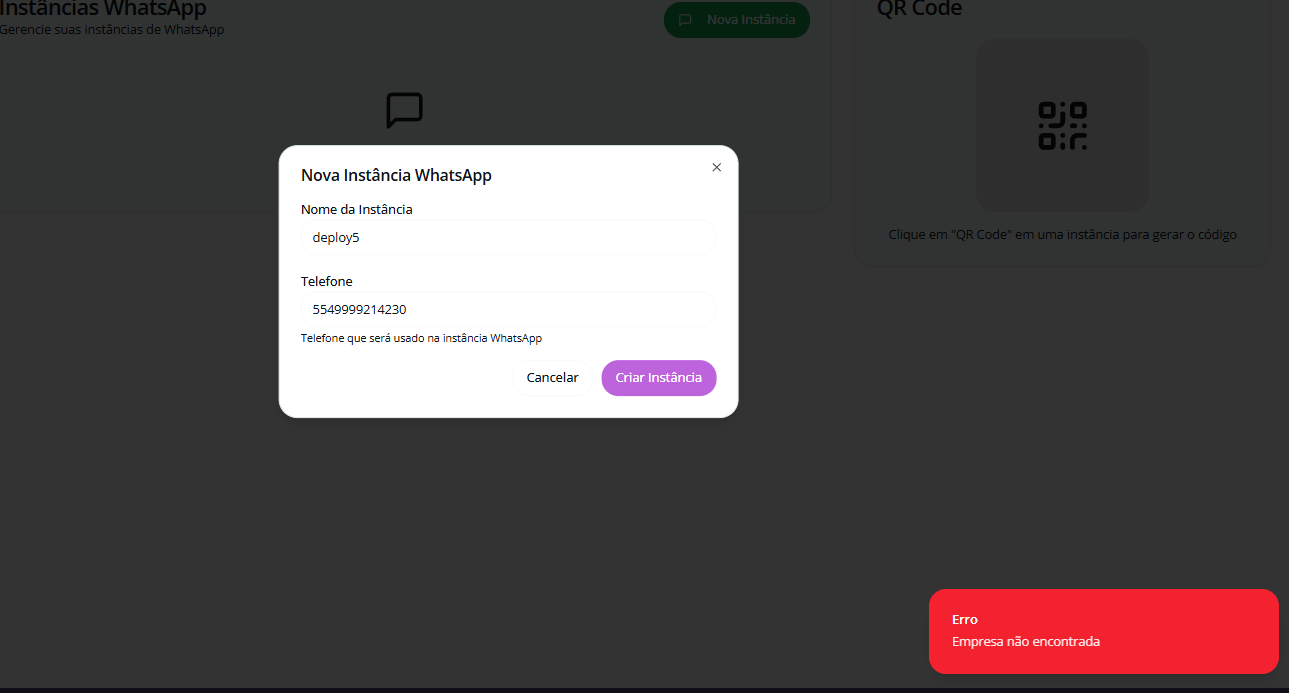 Instâncias WhatsApp
Gerencie suas instâncias de WhatsApp
Nova Instância
QR Code
Clique em "QR Code" em uma instância para gerar o código
Nova Instância WhatsApp
Nome da Instância
deploy5
Telefone
5549999214230
Telefone que será usado na instância WhatsApp
Cancelar
Criar Instância
Erro
Empresa não encontrada